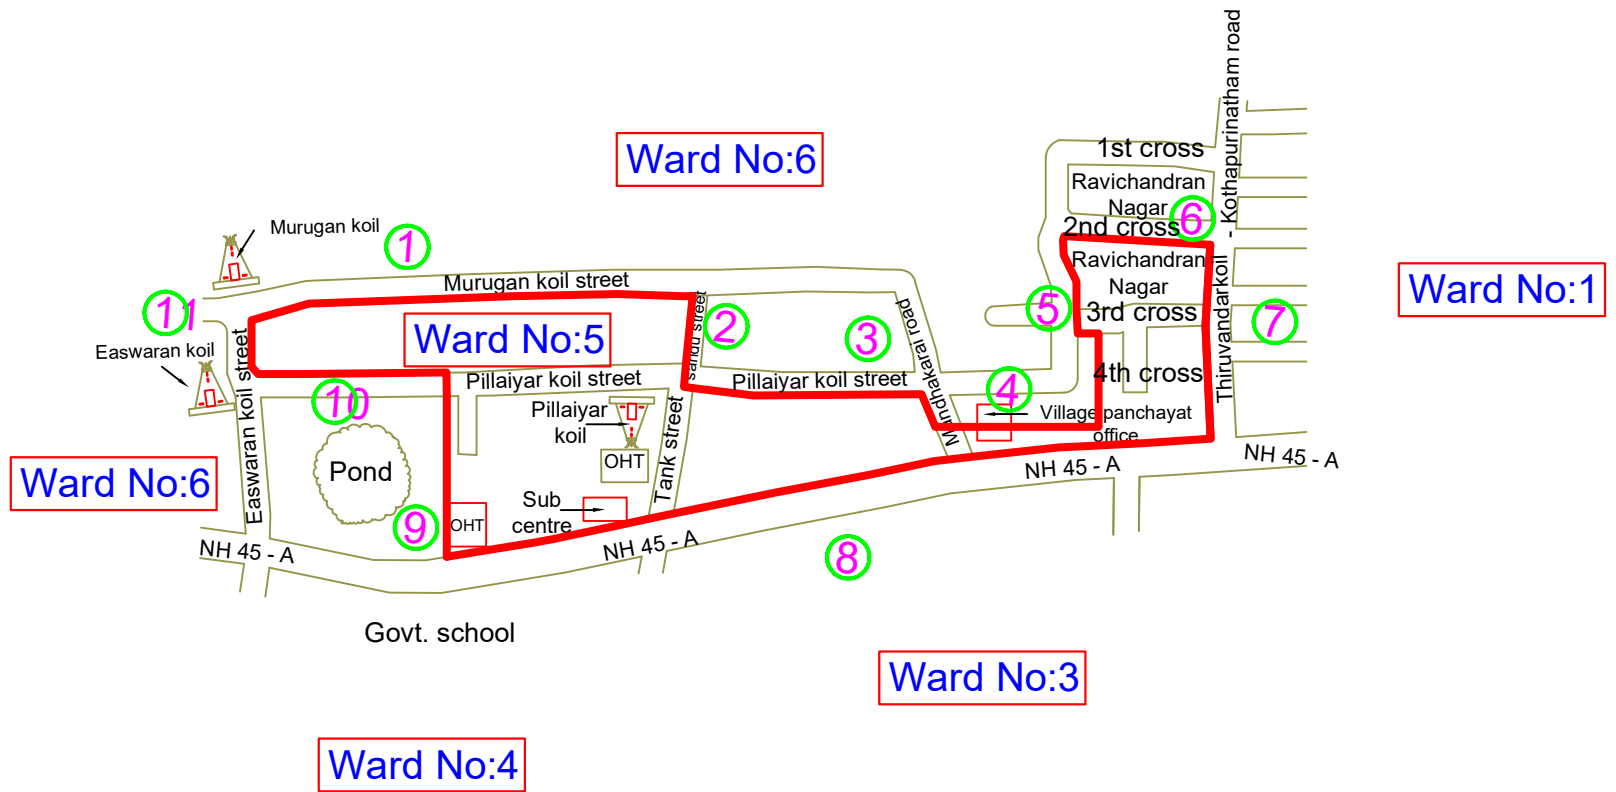 Thiruvandarkoil - Kothapurinatham road
Ward No:6
1st cross
Ravichandran
Nagar
6
2nd cross
Murugan koil
1
Ravichandran
Nagar
Ward No:1
Murugan koil street
11
sandu street
2
3
Mandhakarai road
5
3rd cross
7
Ward No:5
Easwaran koil
Easwaran koil street
Pillaiyar koil street
Pillaiyar koil street
4
4th cross
10
Pillaiyar
koil
Village panchayat
office
Tank street
OHT
NH 45 - A
NH 45 - A
Ward No:6
Pond
Sub
centre
9
OHT
NH 45 - A
NH 45 - A
8
Govt. school
Ward No:3
Ward No:4